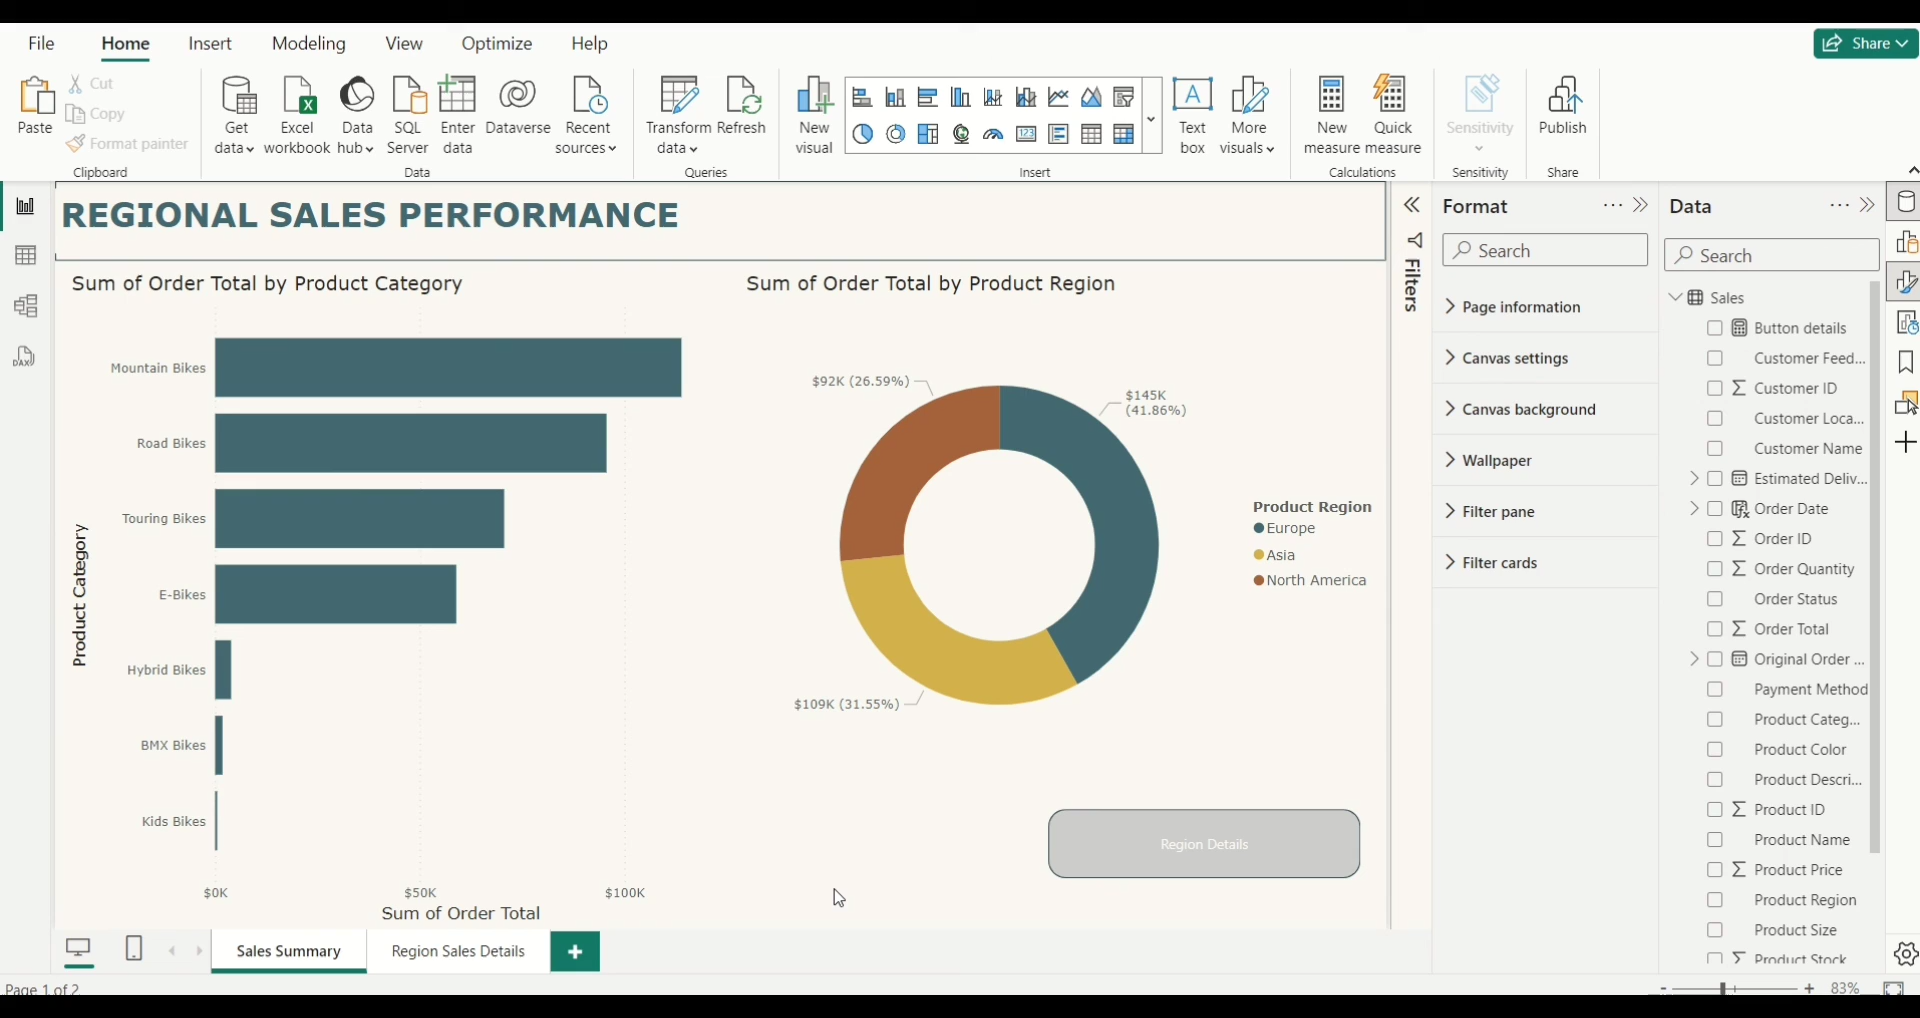 File Home Insert Modeling View Optimize Help Share
Paste
Cut
Copy
Format painter
Clipboard
Get data
Excel workbook
Data hub
SQL Server
Enter data
Dataverse
Recent sources
Data
Transform data
Refresh
Queries
New visual
Text box
More visuals
Insert
New measure
Quick measure
Calculations
Sensitivity
Sensitivity
Publish
Share
REGIONAL SALES PERFORMANCE
Sum of Order Total by Product Category
Product Category
Mountain Bikes
Road Bikes
Touring Bikes
E-Bikes
Hybrid Bikes
BMX Bikes
Kids Bikes
$0K $50K $100K
Sum of Order Total
Sum of Order Total by Product Region
$92K (26.59%)
$145K
(41.86%)
$109K (31.55%)
Product Region
Europe
Asia
North America
Region Details
Filters
Format
Search
Page information
Canvas settings
Canvas background
Wallpaper
Filter pane
Filter cards
Data
Search
Sales
Button details
Customer Feed...
Customer ID
Customer Loca...
Customer Name
Estimated Deliv...
Order Date
Order ID
Order Quantity
Order Status
Order Total
Original Order ...
Payment Method
Product Categ...
Product Color
Product Descri...
Product ID
Product Name
Product Price
Product Region
Product Size
Product Stock
Sales Summary Region Sales Details
Page 1 of 2
83%